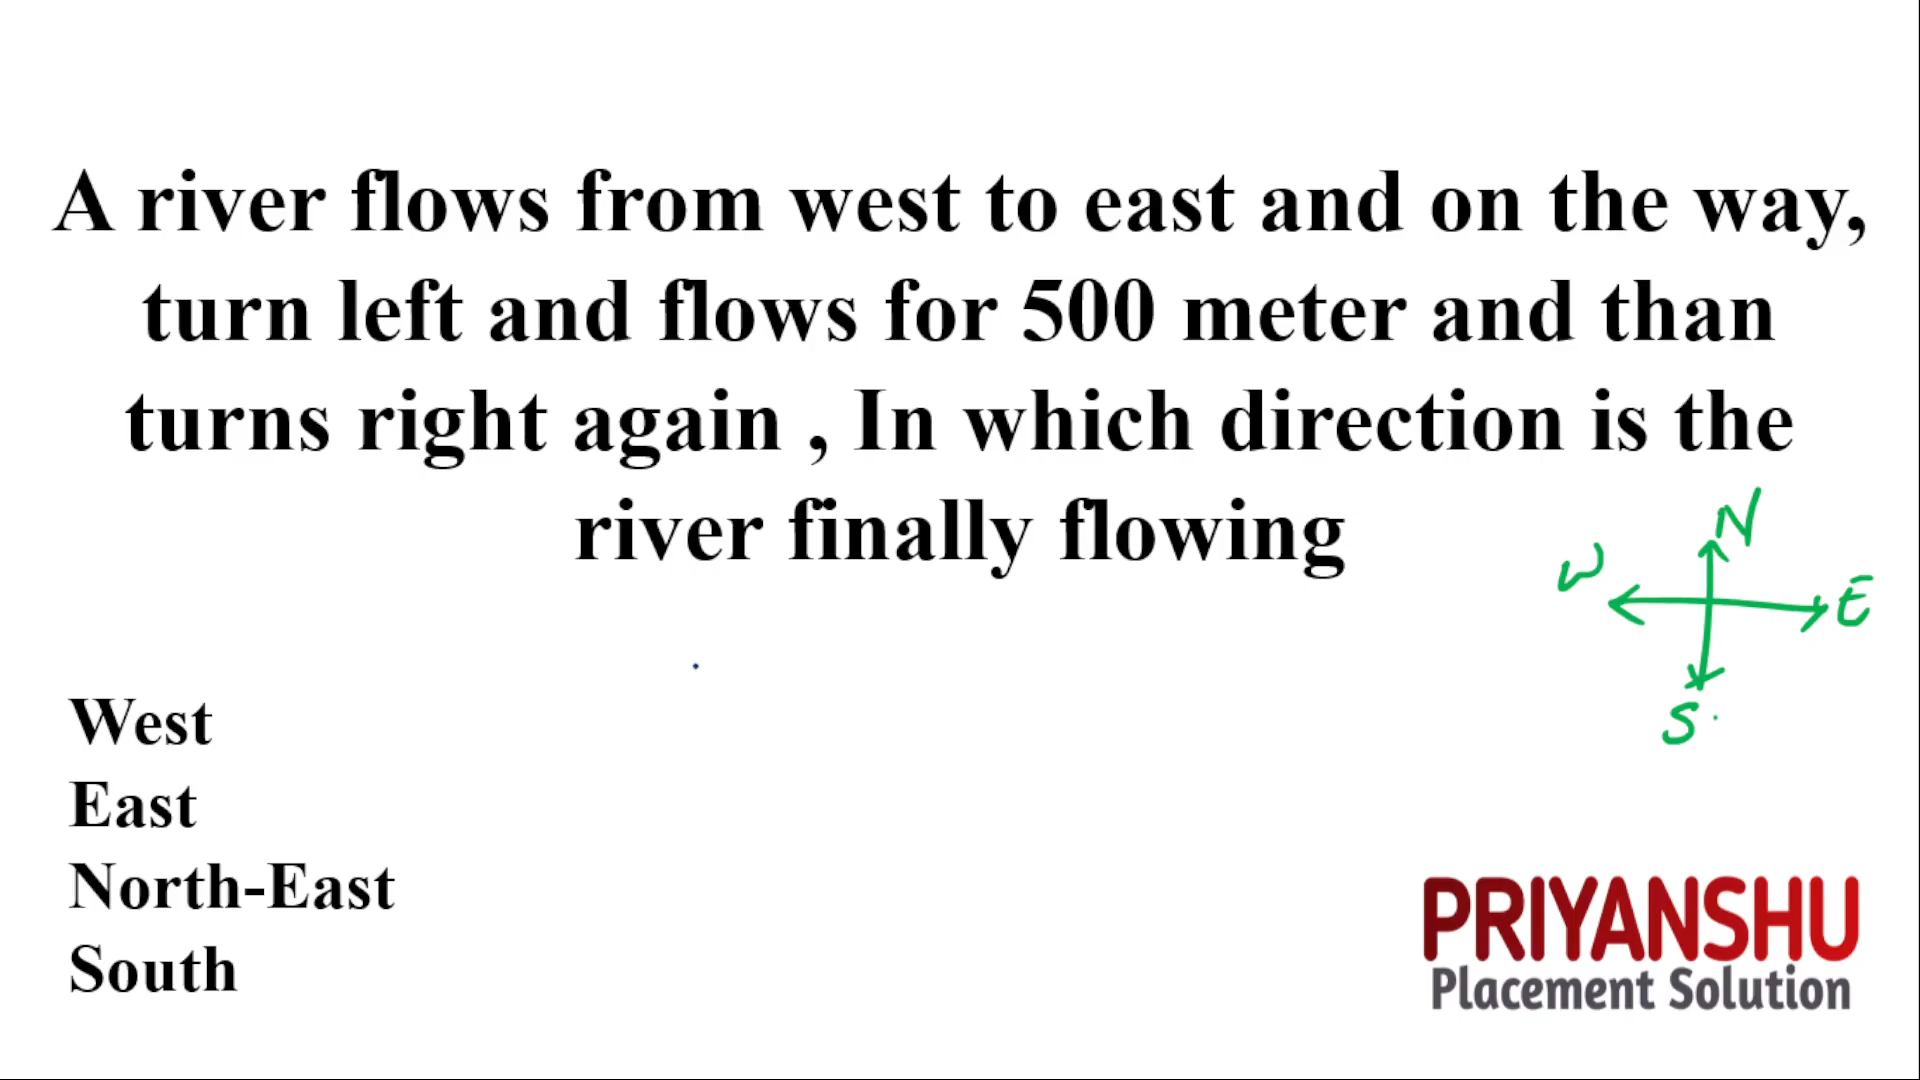 A river flows from west to east and on the way,
turn left and flows for 500 meter and than
turns right again , In which direction is the
river finally flowing
N
W
E
S
West
East
North-East
South
PRIYANSHU
Placement Solution